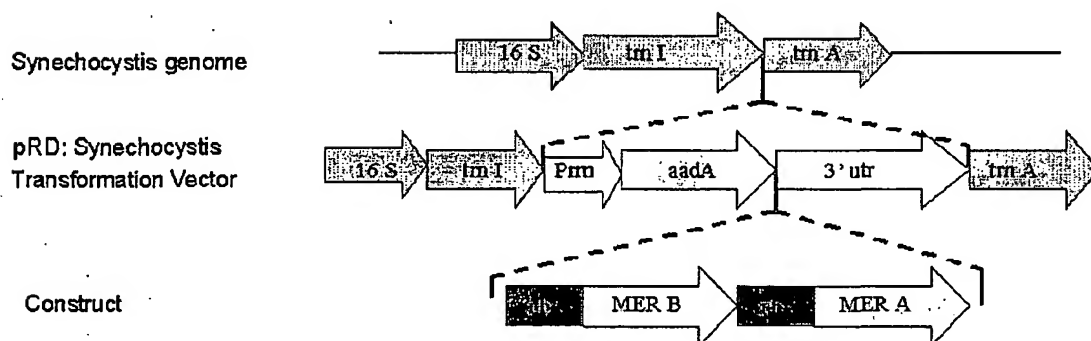 Synechocystis genome
16 S
trn I
trn A
pRD: Synechocystis
Transformation Vector
16 S
trn I
Prrn
aadA
3' utr
trn A
Construct
MER B
MER A